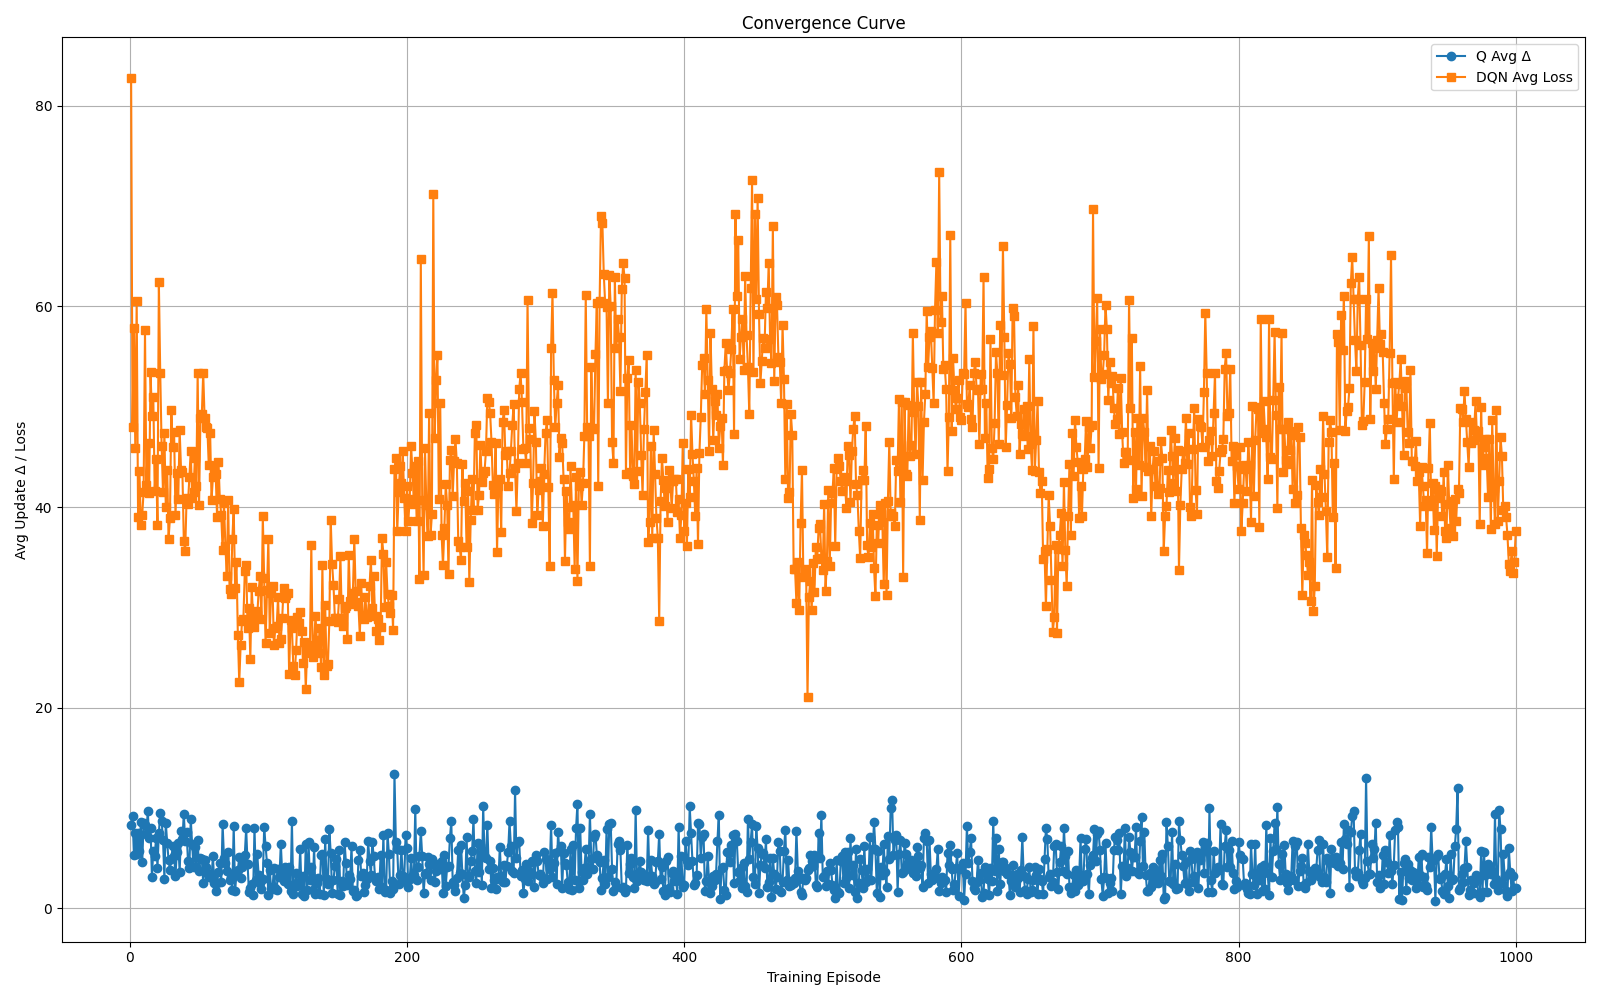 Convergence Curve
Q Avg Δ
DQN Avg Loss
Avg Update Δ / Loss
80
60
40
20
0
0 200 400 600 800 1000
Training Episode